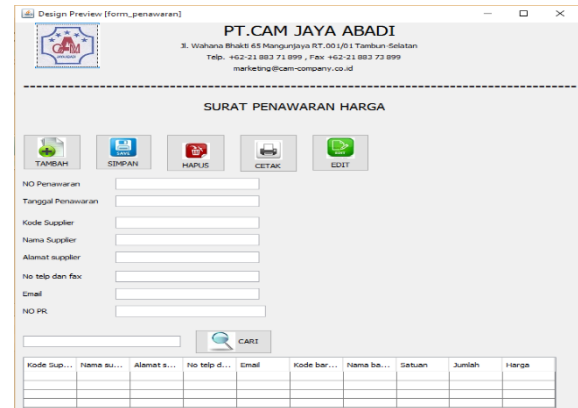 Design Preview [form_penawaran]
PT.CAM JAYA ABADI
Jl. Wahana Bhakti 65 Mangunjaya RT.001/01 Tambun-Selatan
Telp. +62-21 883 71 899 , Fax +62-21 883 73 899
marketing@cam-company.co.id
SURAT PENAWARAN HARGA
TAMBAH SIMPAN HAPUS CETAK EDIT
NO Penawaran
Tanggal Penawaran
Kode Supplier
Nama Supplier
Alamat supplier
No telp dan fax
Email
NO PR
CARI
Kode Sup... Nama su... Alamat s... No telp d... Email Kode bar... Nama ba... Satuan Jumlah Harga